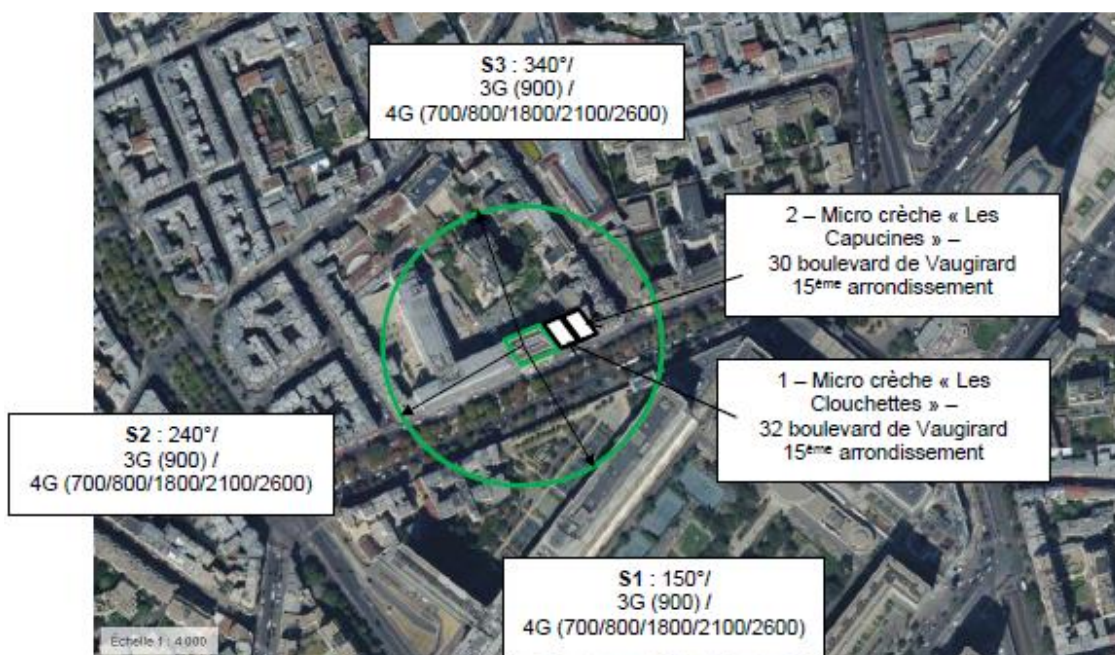 S3 : 340°/
3G (900) /
4G (700/800/1800/2100/2600)
2 – Micro crèche « Les
Capucines » –
30 boulevard de Vaugirard
15ème arrondissement
1 – Micro crèche « Les
Clouchettes » –
32 boulevard de Vaugirard
15ème arrondissement
S2 : 240°/
3G (900) /
4G (700/800/1800/2100/2600)
S1 : 150°/
3G (900) /
4G (700/800/1800/2100/2600)
Échelle 1 : 4 000